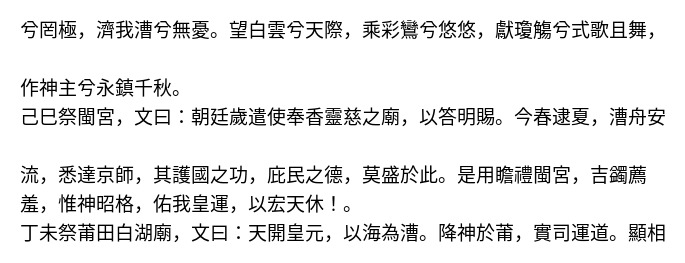 兮罔極，濟我漕兮無憂。望白雲兮天際，乘彩鸞兮悠悠，獻瓊觴兮式歌且舞，
作神主兮永鎮千秋。
己巳祭閩宮，文曰：朝廷歲遣使奉香靈慈之廟，以答明賜。今春逮夏，漕舟安
流，悉達京師，其護國之功，庇民之德，莫盛於此。是用瞻禮閩宮，吉蠲薦
羞，惟神昭格，佑我皇運，以宏天休！。
丁未祭莆田白湖廟，文曰：天開皇元，以海為漕。降神於莆，實司運道。顯相